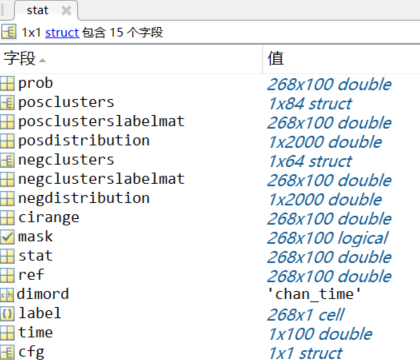 stat
1x1 struct 包含 15 个字段
字段 值
prob 268x100 double
posclusters 1x84 struct
posclusterslabelmat 268x100 double
posdistribution 1x2000 double
negclusters 1x64 struct
negclusterslabelmat 268x100 double
negdistribution 1x2000 double
cirange 268x100 double
mask 268x100 logical
stat 268x100 double
ref 268x100 double
dimord 'chan_time'
label 268x1 cell
time 1x100 double
cfg 1x1 struct